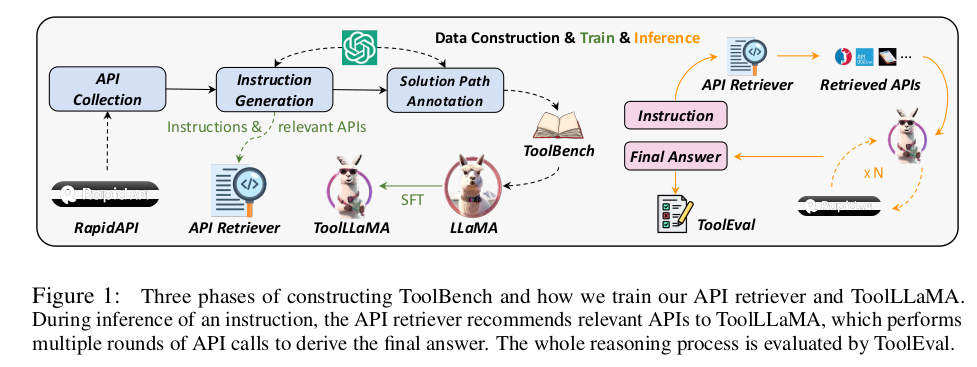 Data Construction & Train & Inference
API
Collection
Instruction
Generation
Solution Path
Annotation
Instructions & relevant APIs
ToolBench
RapidAPI
API Retriever
ToolLLaMA
SFT
LLaMA
API Retriever
Retrieved APIs
...
Instruction
Final Answer
x N
ToolEval
Figure 1: Three phases of constructing ToolBench and how we train our API retriever and ToolLLaMA.
During inference of an instruction, the API retriever recommends relevant APIs to ToolLLaMA, which performs
multiple rounds of API calls to derive the final answer. The whole reasoning process is evaluated by ToolEval.